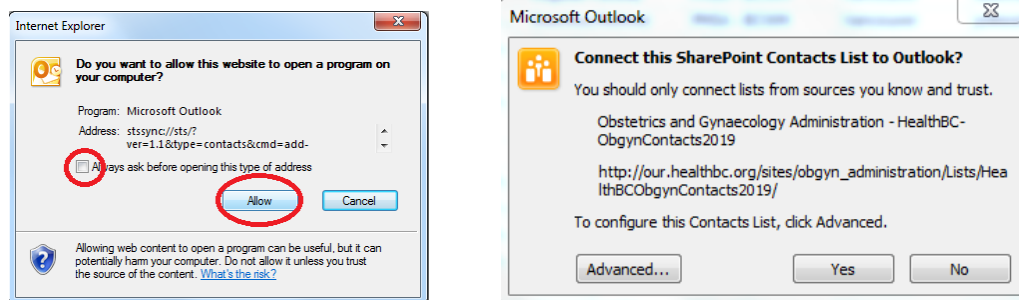 Internet Explorer
Do you want to allow this website to open a program on
your computer?
Program: Microsoft Outlook
Address: stssync://sts/?
ver=1.1&type=contacts&cmd=add-
Always ask before opening this type of address
Allow
Cancel
Allowing web content to open a program can be useful, but it can
potentially harm your computer. Do not allow it unless you trust
the source of the content. What's the risk?
Microsoft Outlook
Connect this SharePoint Contacts List to Outlook?
You should only connect lists from sources you know and trust.
Obstetrics and Gynaecology Administration - HealthBC-
ObgynContacts2019
http://our.healthbc.org/sites/obgyn_administration/Lists/Hea
lthBCObgynContacts2019/
To configure this Contacts List, click Advanced.
Advanced...
Yes
No